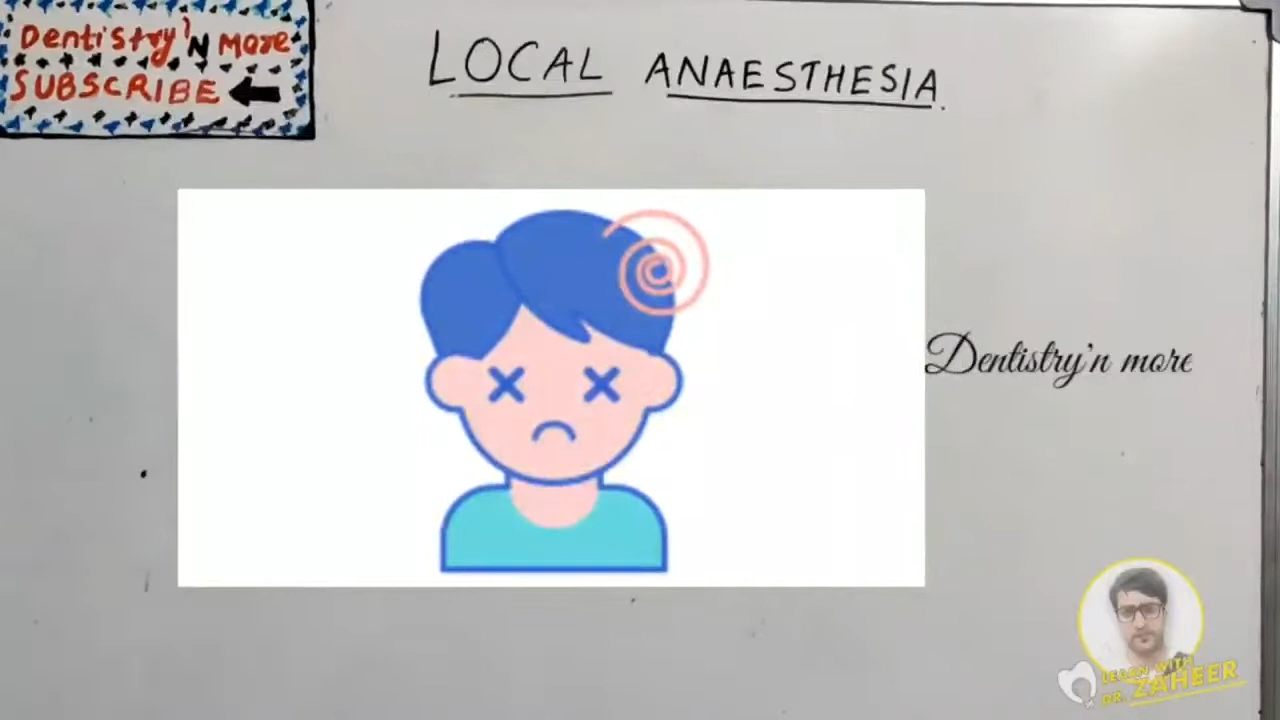 Dentistry'N More
SUBSCRIBE
LOCAL ANAESTHESIA.
Dentistry'n more
LEARN WITH
DR. ZAHEER